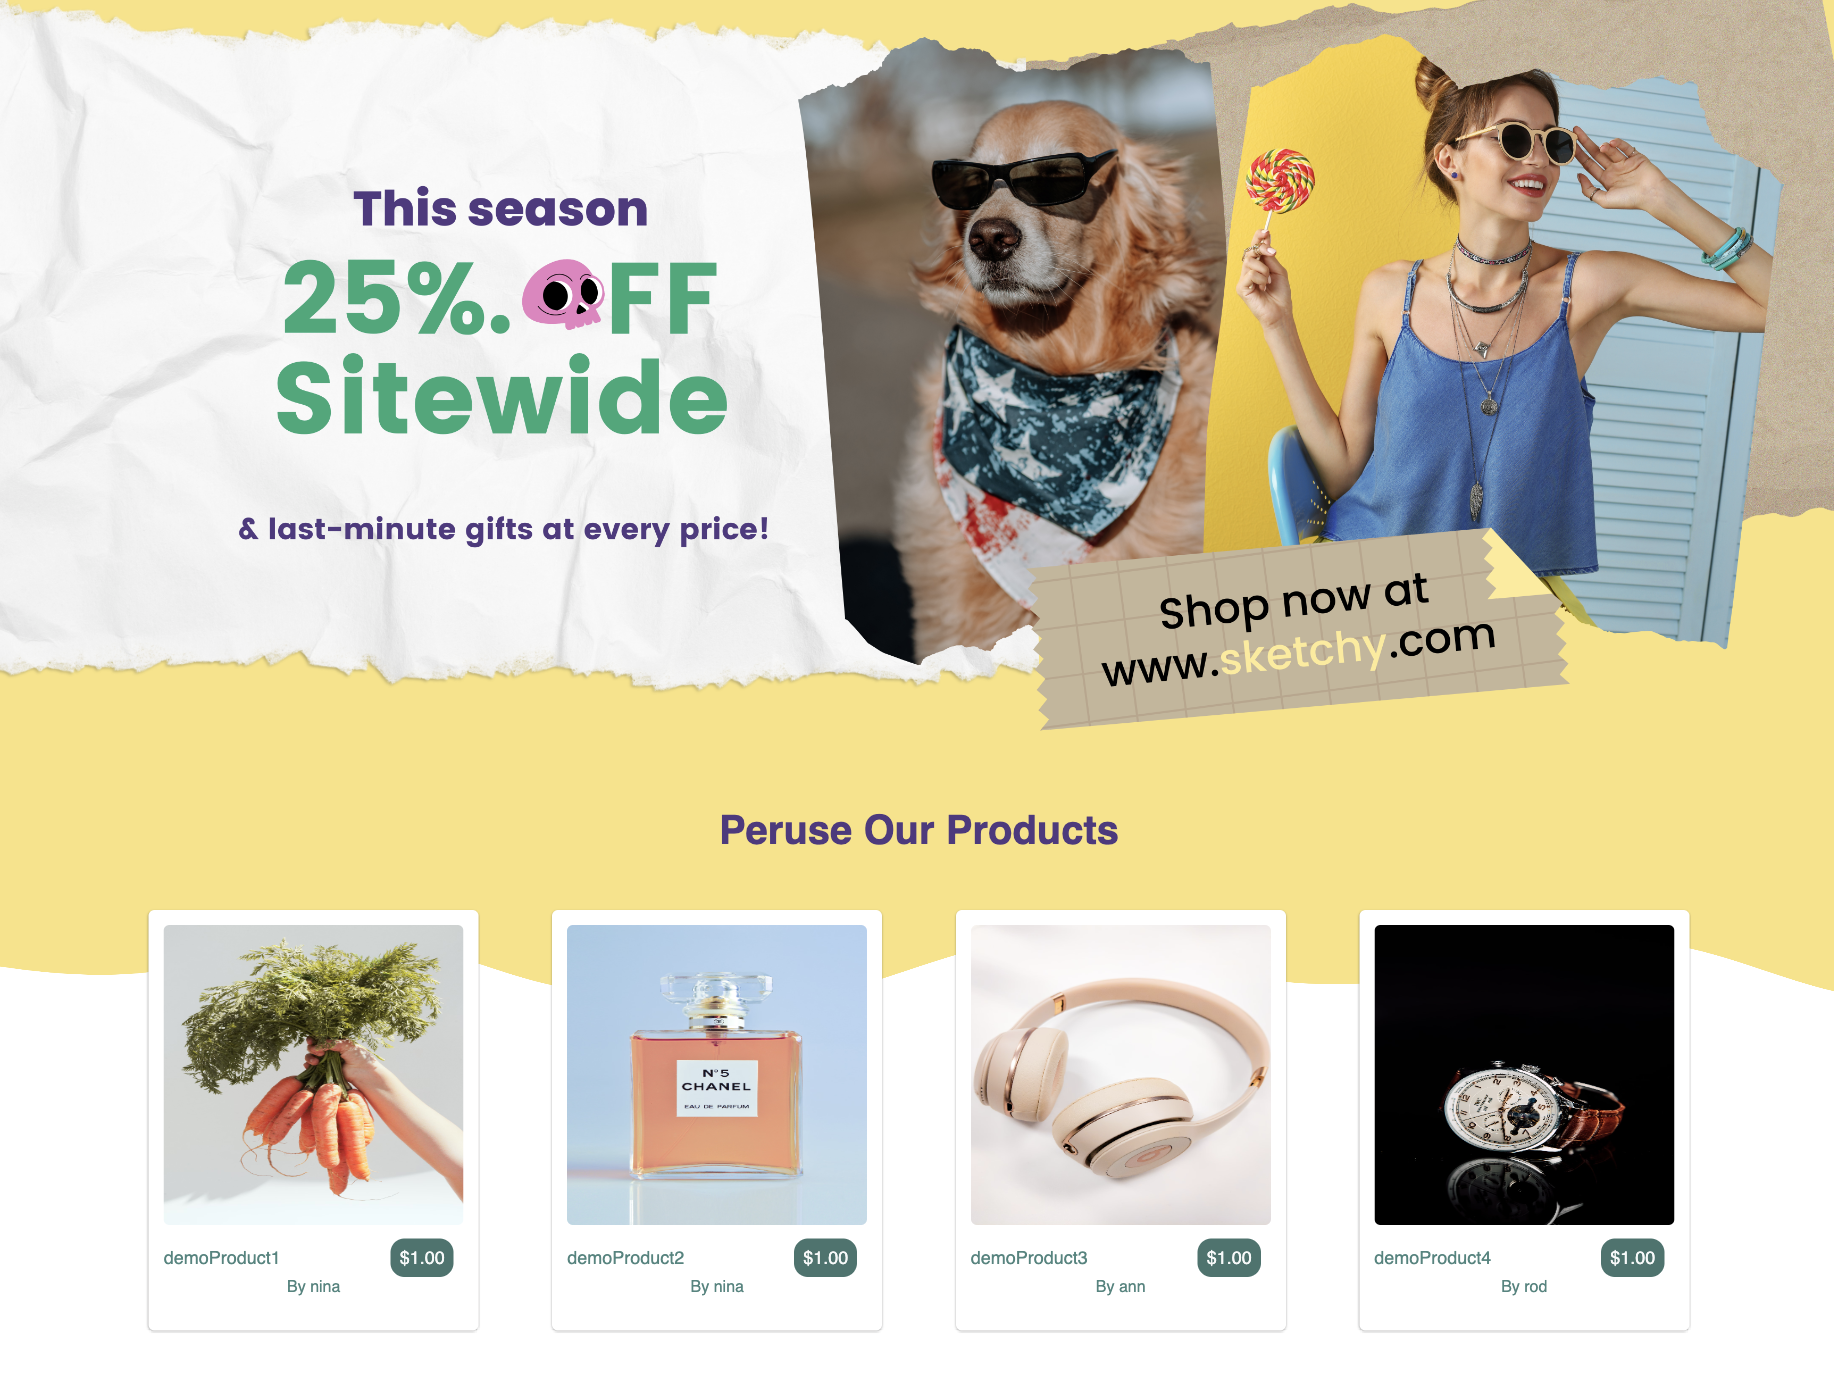 This season
25%.OFF
Sitewide
& last-minute gifts at every price!
Shop now at
www.sketchy.com
Peruse Our Products
N°5
CHANEL
EAU DE PARFUM
demoProduct1 $1.00
By nina
demoProduct2 $1.00
By nina
demoProduct3 $1.00
By ann
demoProduct4 $1.00
By rod